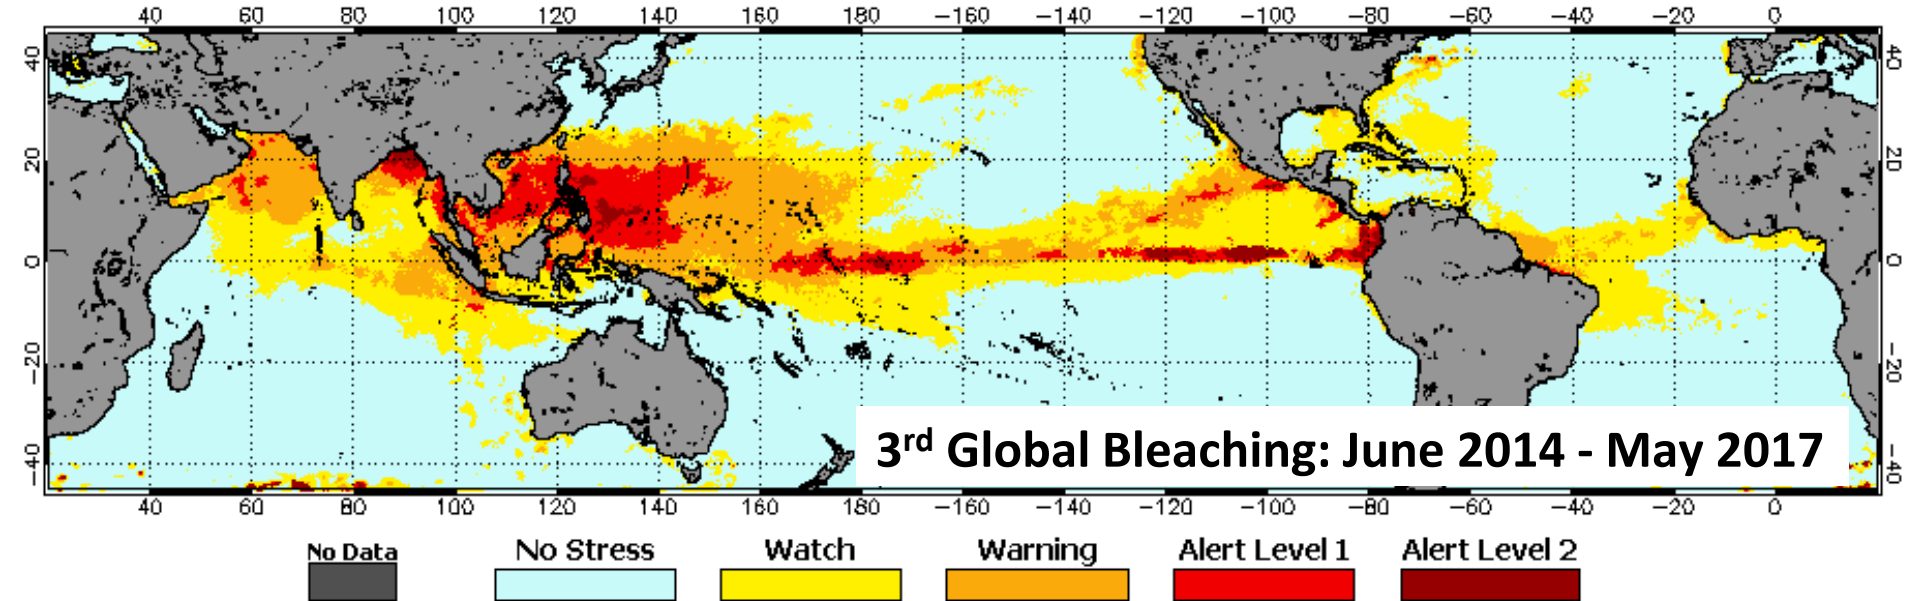 40 60 80 100 120 140 160 180 −160 −140 −120 −100 −80 −60 −40 −20 0
40 40
20 20
0 0
−20 −20
−40 −40
3rd Global Bleaching: June 2014 - May 2017
40 60 80 100 120 140 160 180 −160 −140 −120 −100 −80 −60 −40 −20 0
No Data No Stress Watch Warning Alert Level 1 Alert Level 2